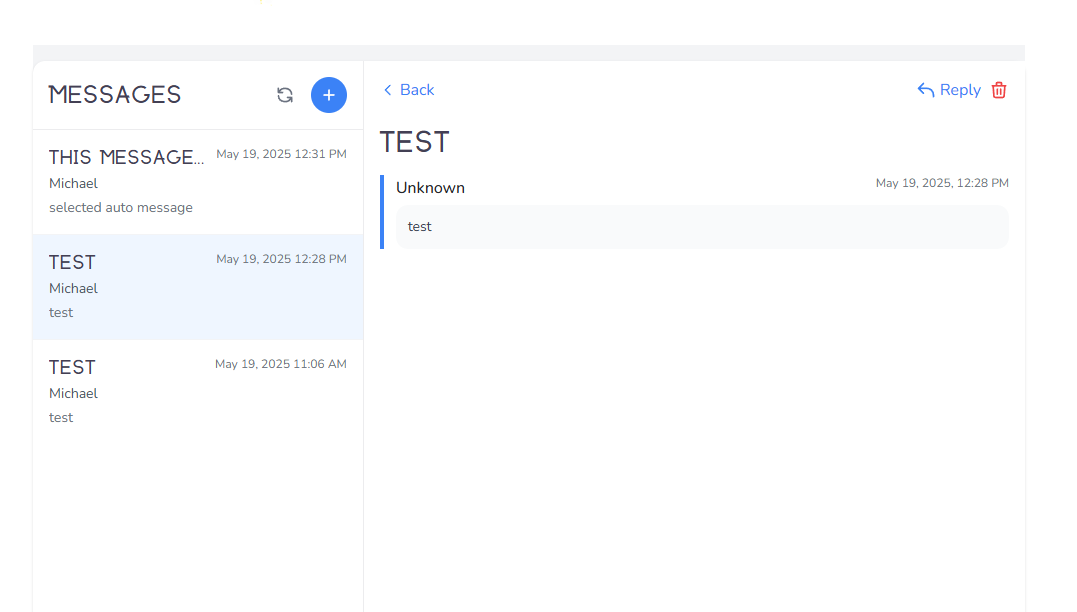 MESSAGES
THIS MESSAGE... May 19, 2025 12:31 PM
Michael
selected auto message
TEST May 19, 2025 12:28 PM
Michael
test
TEST May 19, 2025 11:06 AM
Michael
test
Back Reply
TEST
Unknown May 19, 2025, 12:28 PM
test